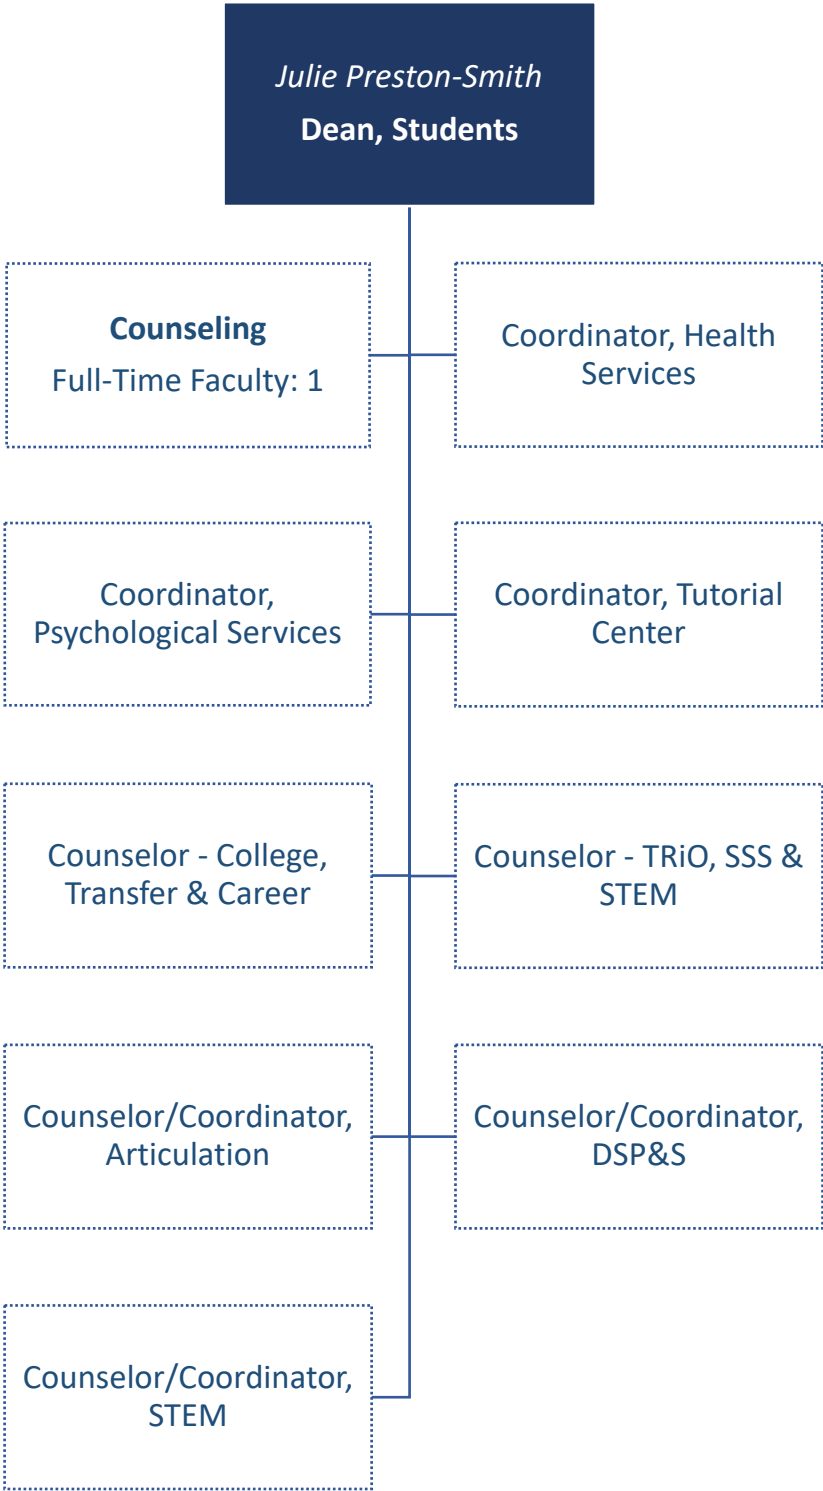 Julie Preston-Smith
Dean, Students
Counseling
Full-Time Faculty: 1
Coordinator, Health
Services
Coordinator,
Psychological Services
Coordinator, Tutorial
Center
Counselor - College,
Transfer & Career
Counselor - TRiO, SSS &
STEM
Counselor/Coordinator,
Articulation
Counselor/Coordinator,
DSP&S
Counselor/Coordinator,
STEM